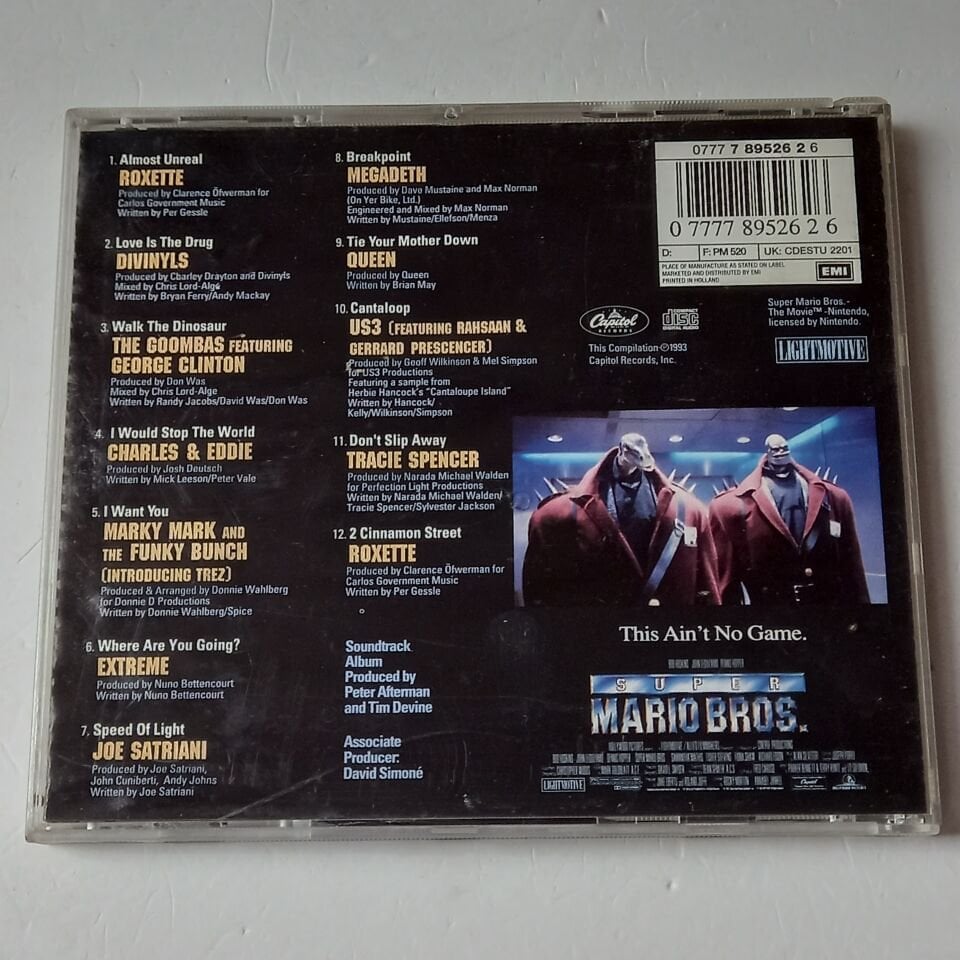 1. Almost Unreal
ROXETTE
Produced by Clarence Öfwerman for
Carlos Government Music
Written by Per Gessle
2. Love Is The Drug
DIVINYLS
Produced by Charley Drayton and Divinyls
Mixed by Chris Lord-Alge
Written by Bryan Ferry/Andy Mackay
3. Walk The Dinosaur
THE GOOMBAS FEATURING
GEORGE CLINTON
Produced by Don Was
Mixed by Chris Lord-Alge
Written by Randy Jacobs/David Was/Don Was
4. I Would Stop The World
CHARLES & EDDIE
Produced by Josh Deutsch
Written by Mick Leeson/Peter Vale
5. I Want You
MARKY MARK AND
THE FUNKY BUNCH
(INTRODUCING TREZ)
Produced & Arranged by Donnie Wahlberg
for Donnie D Productions
Written by Donnie Wahlberg/Spice
6. Where Are You Going?
EXTREME
Produced by Nuno Bettencourt
Written by Nuno Bettencourt
7. Speed Of Light
JOE SATRIANI
Produced by Joe Satriani,
John Cuniberti, Andy Johns
Written by Joe Satriani
8. Breakpoint
MEGADETH
Produced by Dave Mustaine and Max Norman
(On Yer Bike, Ltd.)
Engineered and Mixed by Max Norman
Written by Mustaine/Ellefson/Menza
9. Tie Your Mother Down
QUEEN
Produced by Queen
Written by Brian May
10. Cantaloop
US3 (FEATURING RAHSAAN &
GERRARD PRESCENCER)
Produced by Geoff Wilkinson & Mel Simpson
for US3 Productions
Featuring a sample from
Herbie Hancock's "Cantaloupe Island"
Written by Hancock/
Kelly/Wilkinson/Simpson
11. Don't Slip Away
TRACIE SPENCER
Produced by Narada Michael Walden
for Perfection Light Productions
Written by Narada Michael Walden/
Tracie Spencer/Sylvester Jackson
12. 2 Cinnamon Street
ROXETTE
Produced by Clarence Öfwerman for
Carlos Government Music
Written by Per Gessle
Soundtrack
Album
Produced by
Peter Afterman
and Tim Devine
Associate
Producer:
David Simoné
0777 7 89526 2 6
0 7777 89526 2 6
D: F: PM 520 UK: CDESTU 2201
PLACE OF MANUFACTURE AS STATED ON LABEL
MARKETED AND DISTRIBUTED BY EMI
PRINTED IN HOLLAND
EMI
Capitol
RECORDS
COMPACT
disc
DIGITAL AUDIO
This Compilation ℗1993
Capitol Records, Inc.
Super Mario Bros.-
The Movie™ -Nintendo,
licensed by Nintendo.
LIGHTMOTIVE
This Ain't No Game.
BOB HOSKINS JOHN LEGUIZAMO DENNIS HOPPER
SUPER
MARIO BROS.
LIGHTMOTIVE